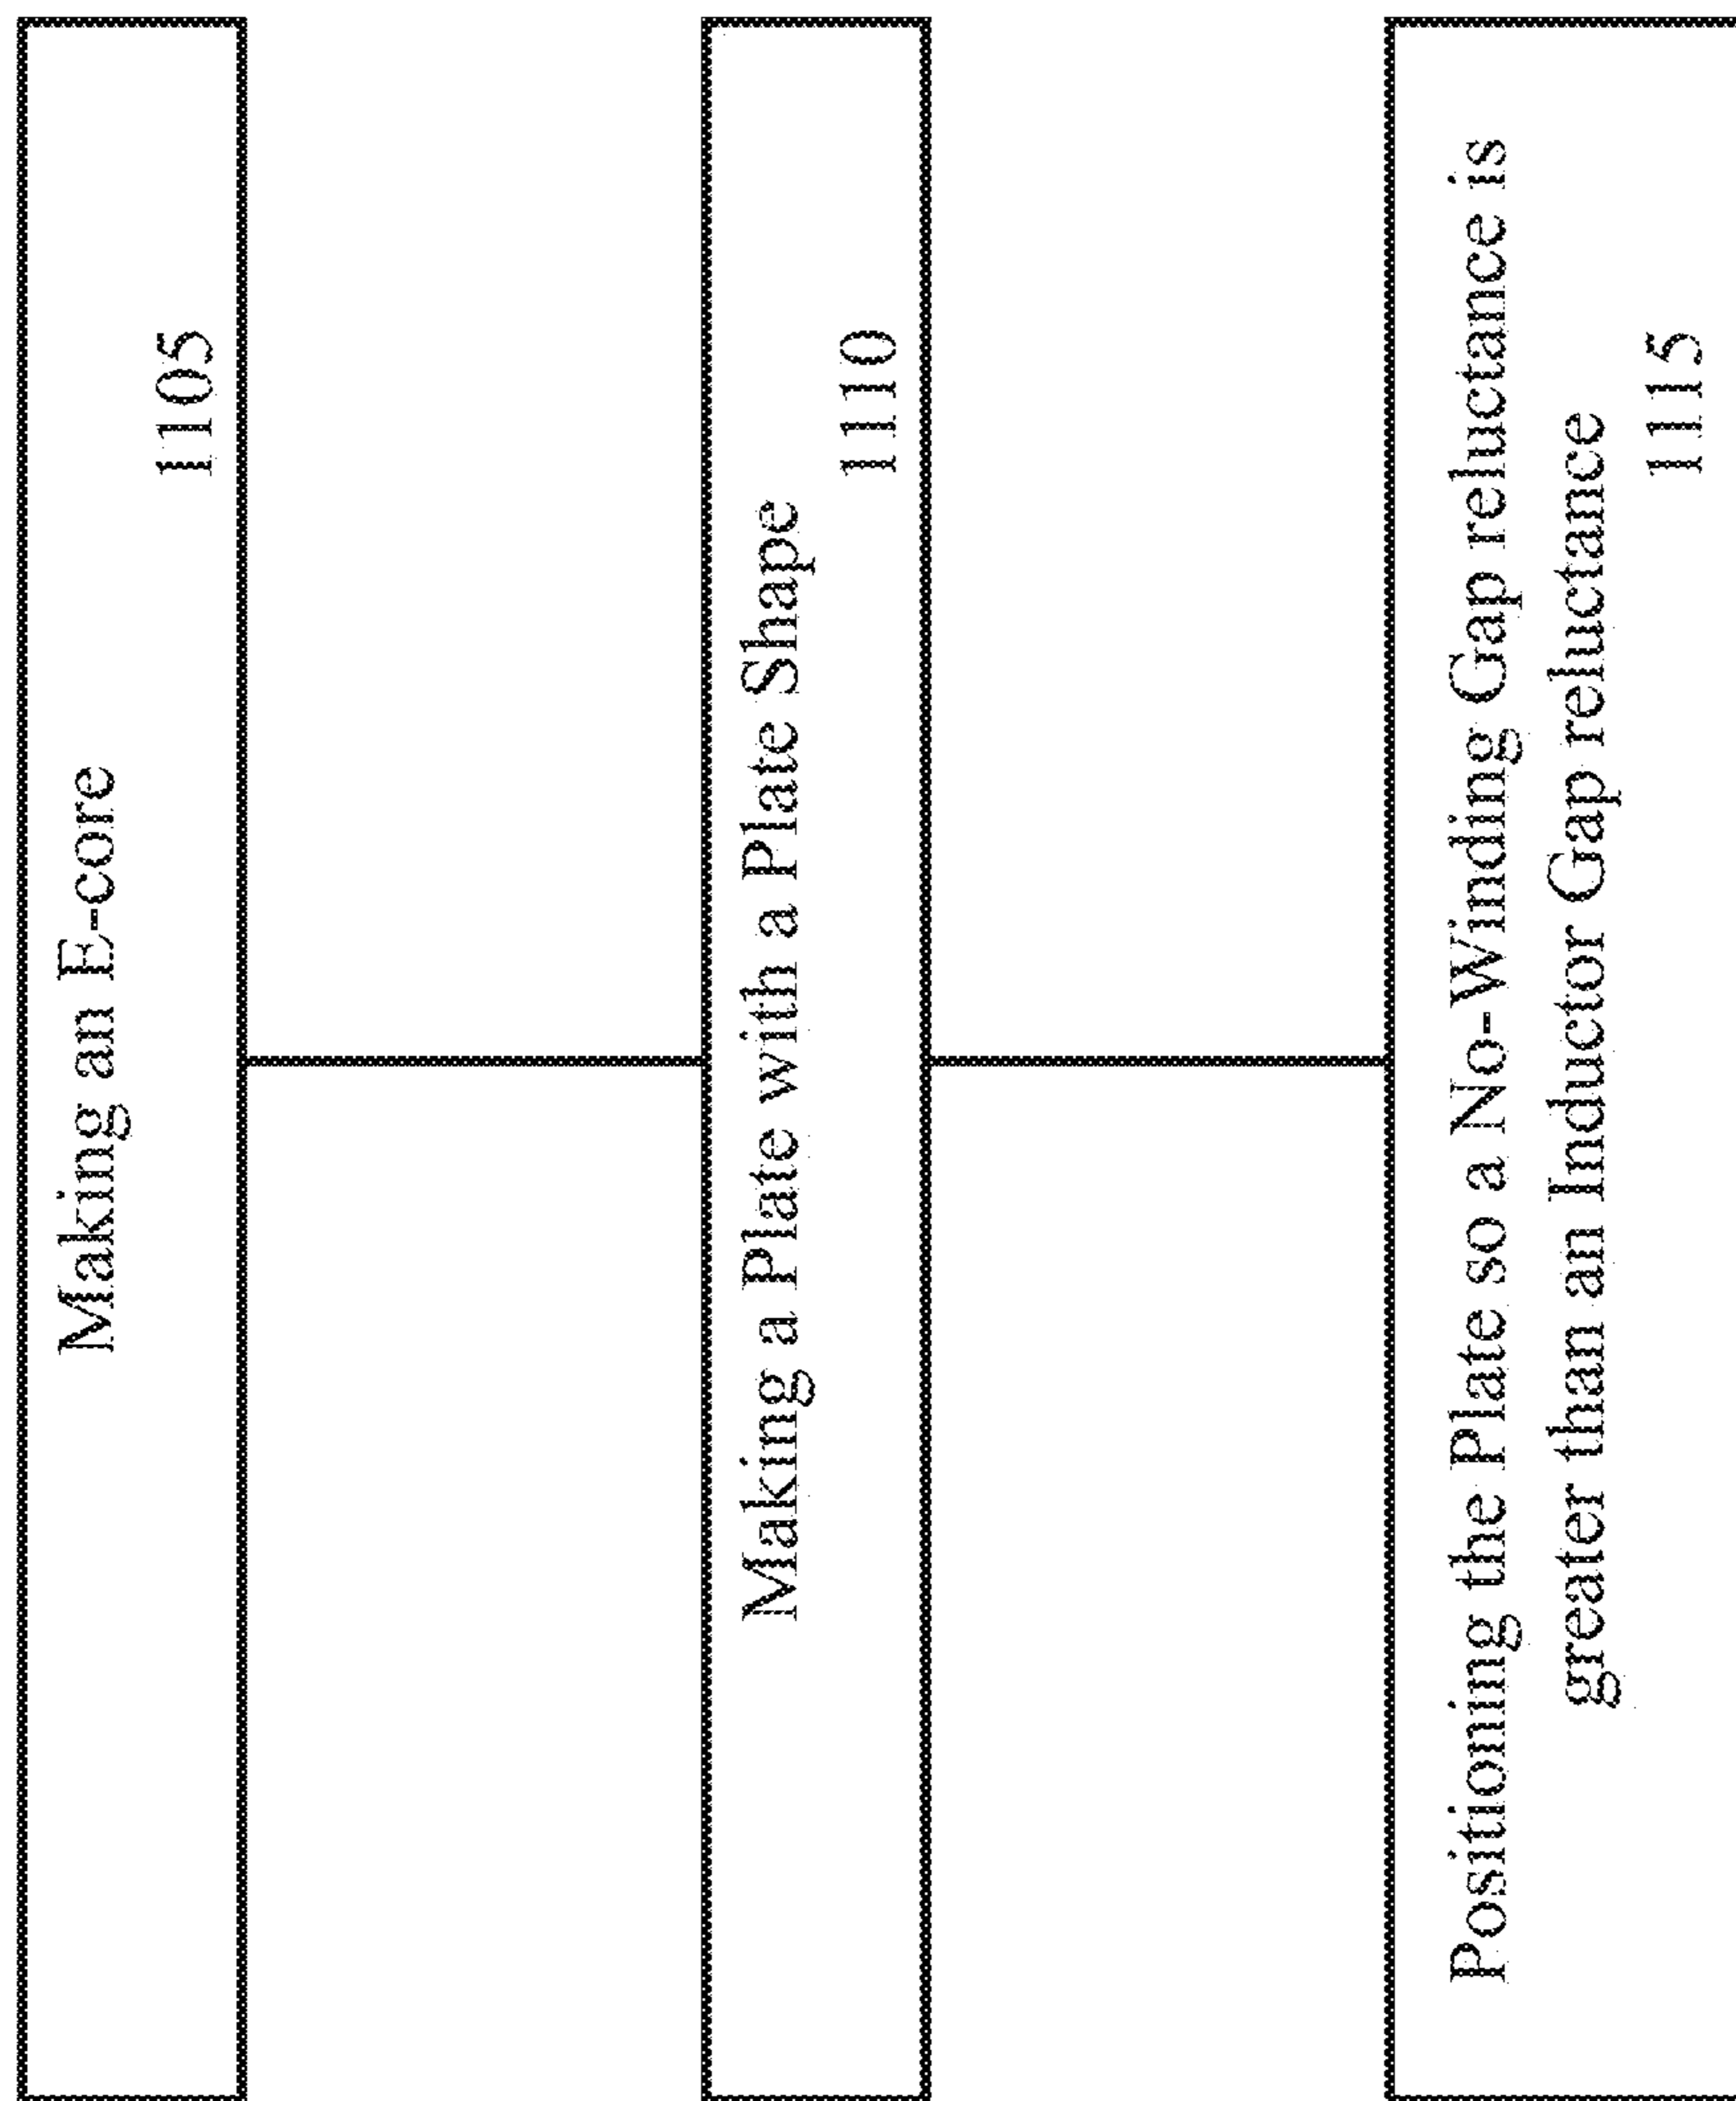 Making an E-core
1105
Making a Plate with a Plate Shape
1110
Positioning the Plate so a No-Winding Gap reluctance is
greater than an Inductor Gap reluctance
1115